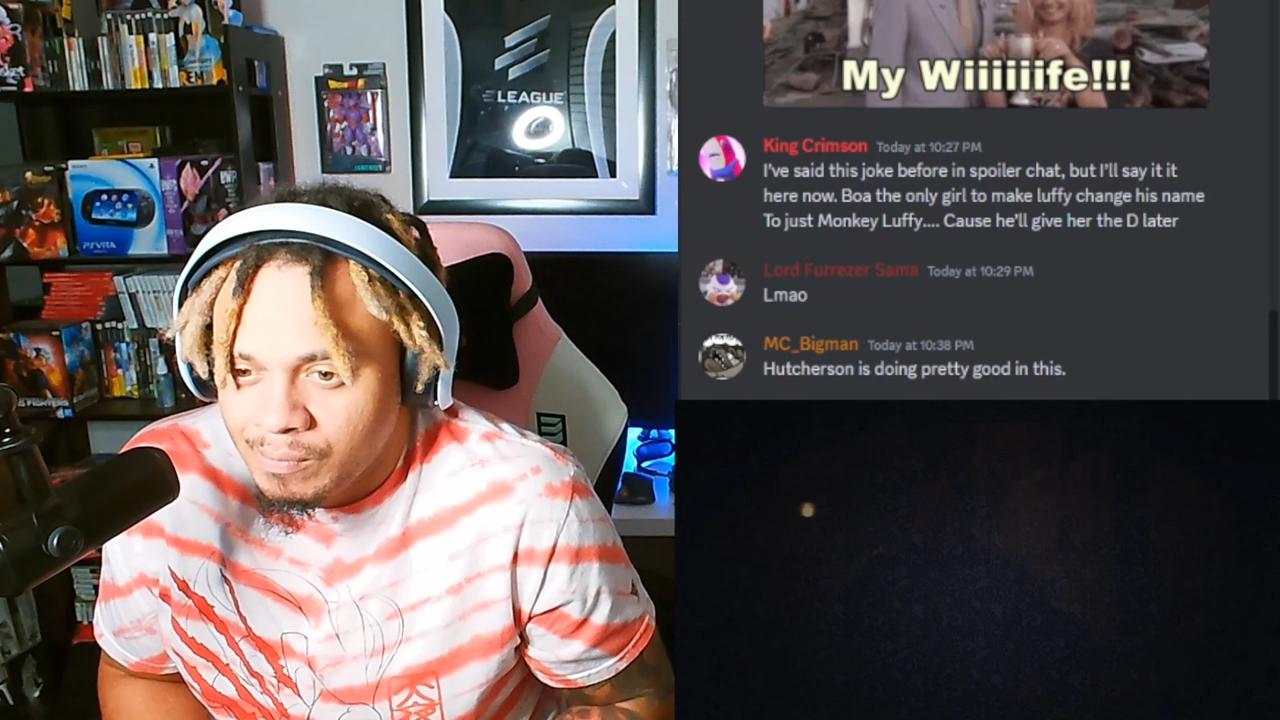 LEAGUE
PSVITA
FIGHTERS
My Wiiiiiife!!!
King Crimson Today at 10:27 PM
I've said this joke before in spoiler chat, but I'll say it it
here now. Boa the only girl to make luffy change his name
To just Monkey Luffy.... Cause he'll give her the D later
Lord Furrezer Sama Today at 10:29 PM
Lmao
MC_Bigman Today at 10:38 PM
Hutcherson is doing pretty good in this.